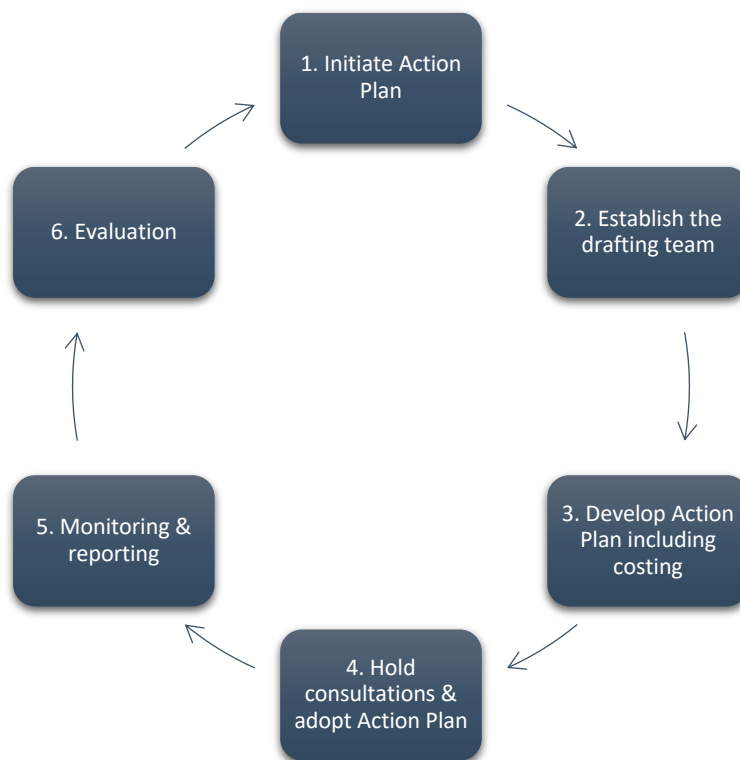 1. Initiate Action
Plan
2. Establish the
drafting team
3. Develop Action
Plan including
costing
4. Hold
consultations &
adopt Action Plan
5. Monitoring &
reporting
6. Evaluation